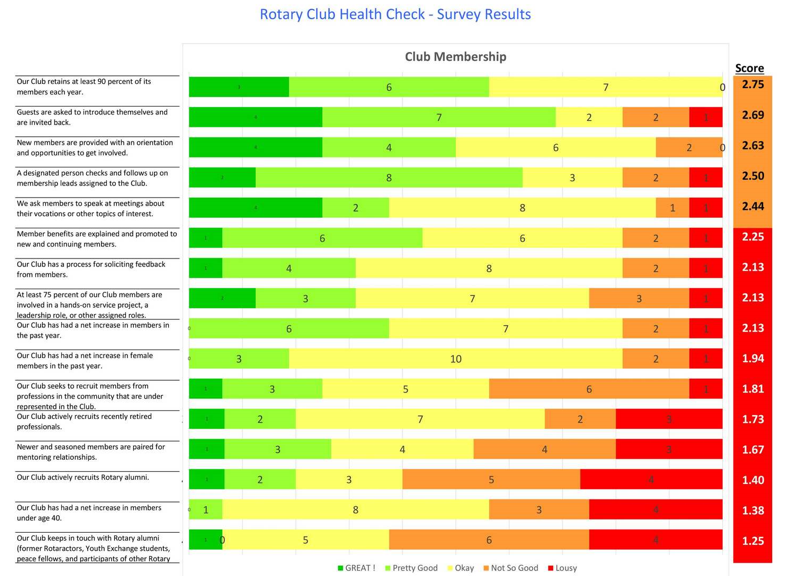 Rotary Club Health Check - Survey Results
Club Membership
Score
Our Club retains at least 90 percent of its
members each year.
6 7 0 2.75
Guests are asked to introduce themselves and
are invited back.
7 2 2 1 2.69
New members are provided with an orientation
and opportunities to get involved.
4 6 2 0 2.63
A designated person checks and follows up on
membership leads assigned to the Club.
8 3 2 1 2.50
We ask members to speak at meetings about
their vocations or other topics of interest.
2 8 1 1 2.44
Member benefits are explained and promoted to
new and continuing members.
6 6 2 1 2.25
Our Club has a process for soliciting feedback
from members.
4 8 2 1 2.13
At least 75 percent of our Club members are
involved in a hands-on service project, a
leadership role, or other assigned roles.
3 7 3 1 2.13
Our Club has had a net increase in members in
the past year.
0 6 7 2 1 2.13
Our Club has had a net increase in female
members in the past year.
0 3 10 2 1 1.94
Our Club seeks to recruit members from
professions in the community that are under
represented in the Club.
3 5 6 1 1.81
Our Club actively recruits recently retired
professionals.
2 7 2 3 1.73
Newer and seasoned members are paired for
mentoring relationships.
3 4 4 3 1.67
Our Club actively recruits Rotary alumni.
2 3 5 4 1.40
Our Club has had a net increase in members
under age 40.
0 1 8 3 4 1.38
Our Club keeps in touch with Rotary alumni
(former Rotaractors, Youth Exchange students,
peace fellows, and participants of other Rotary
0 5 6 4 1.25
GREAT ! Pretty Good Okay Not So Good Lousy